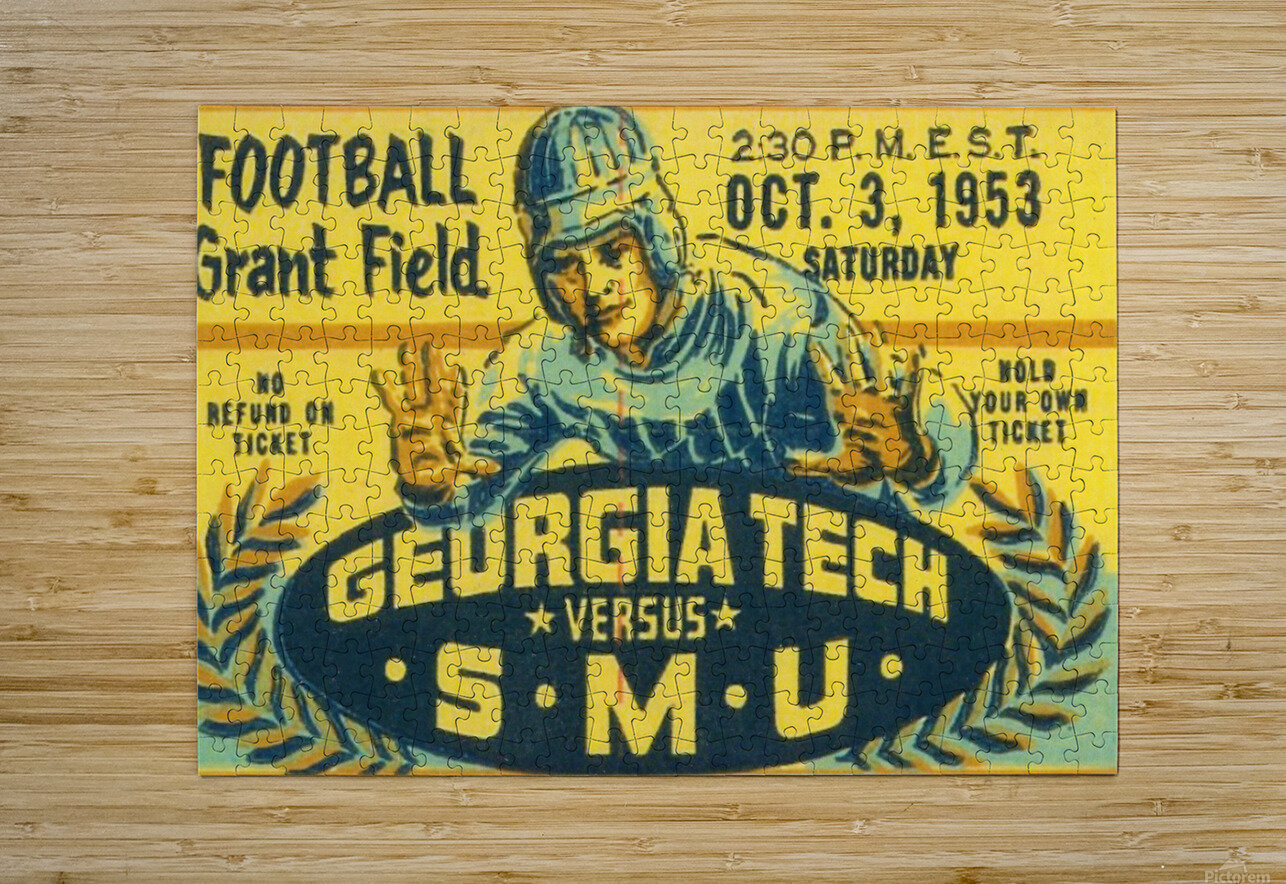 FOOTBALL
Grant Field.
2:30 P. M. E.S.T.
OCT. 3, 1953
SATURDAY
NO
REFUND ON
TICKET
HOLD
YOUR OWN
TICKET
GEORGIA TECH
★ VERSUS ★
• S • M • U •
Pictorem